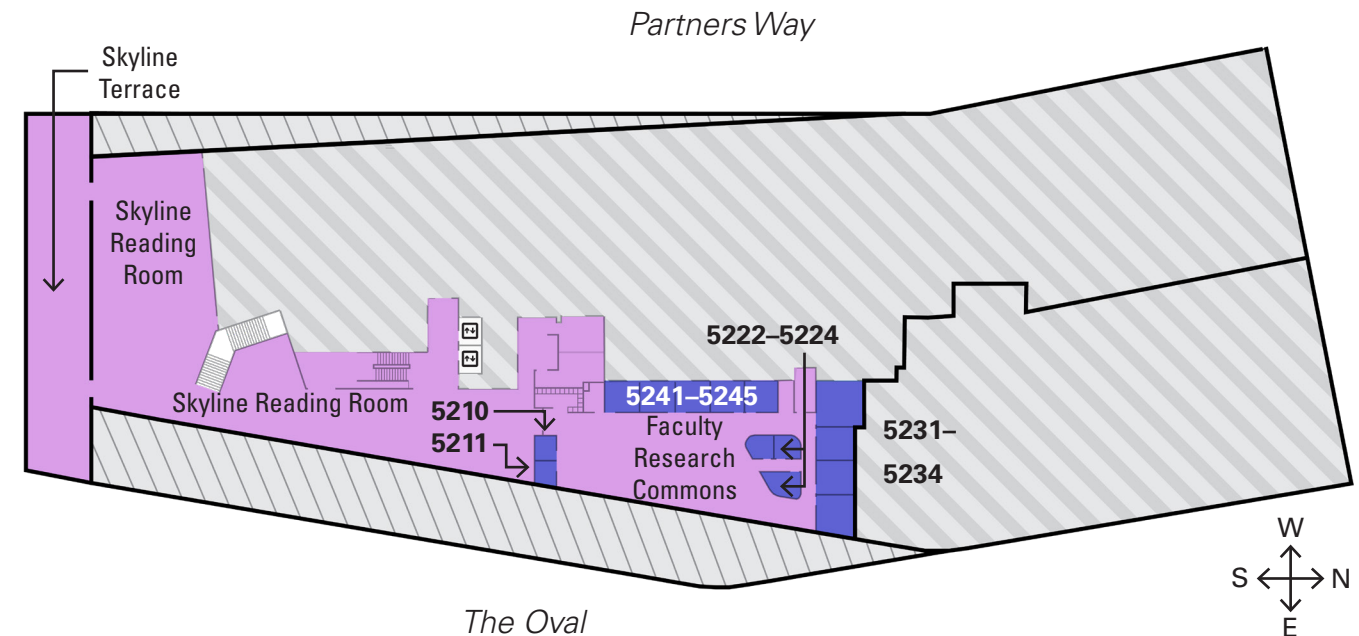 Partners Way
Skyline
Terrace
Skyline
Reading
Room
5222–5224
Skyline Reading Room
5210
5211
5241–5245
Faculty
Research
Commons
5231–
5234
The Oval
W
S
N
E